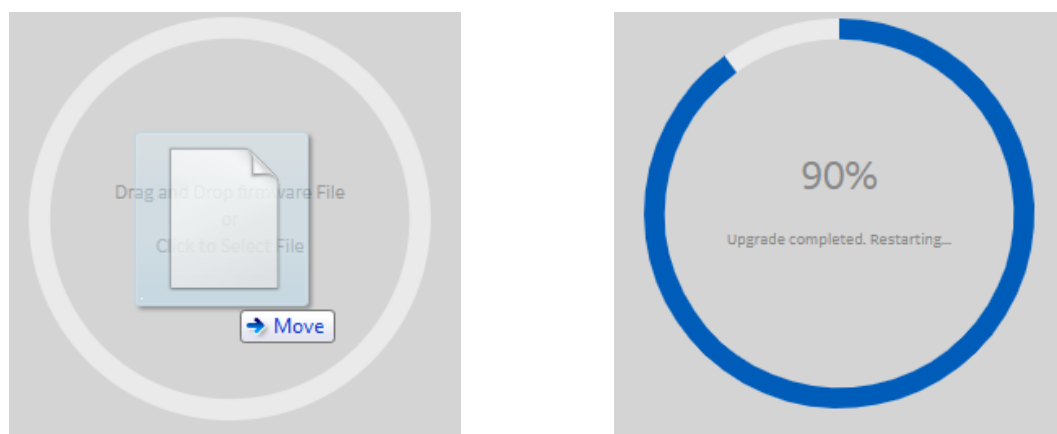 Drag and Drop firmware File
or
Click to Select File
Move
90%
Upgrade completed. Restarting...